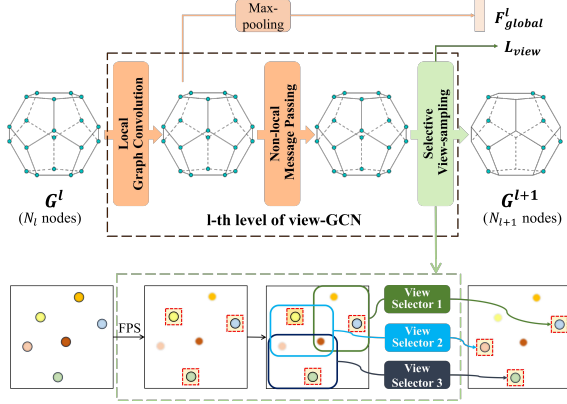 Max-
pooling
F^l_global
L_view
Local
Graph Convolution
Non-local
Message Passing
Selective
View-sampling
G^l
(N_l nodes)
l-th level of view-GCN
G^{l+1}
(N_{l+1} nodes)
FPS
View
Selector 1
View
Selector 2
View
Selector 3